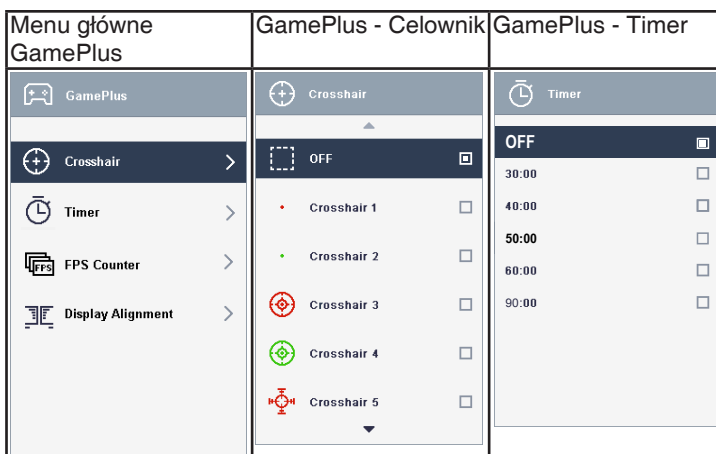 Menu główne
GamePlus
GamePlus - Celownik
GamePlus - Timer
GamePlus
Crosshair
Timer
FPS
FPS Counter
Display Alignment
Crosshair
OFF
Crosshair 1
Crosshair 2
Crosshair 3
Crosshair 4
Crosshair 5
Timer
OFF
30:00
40:00
50:00
60:00
90:00